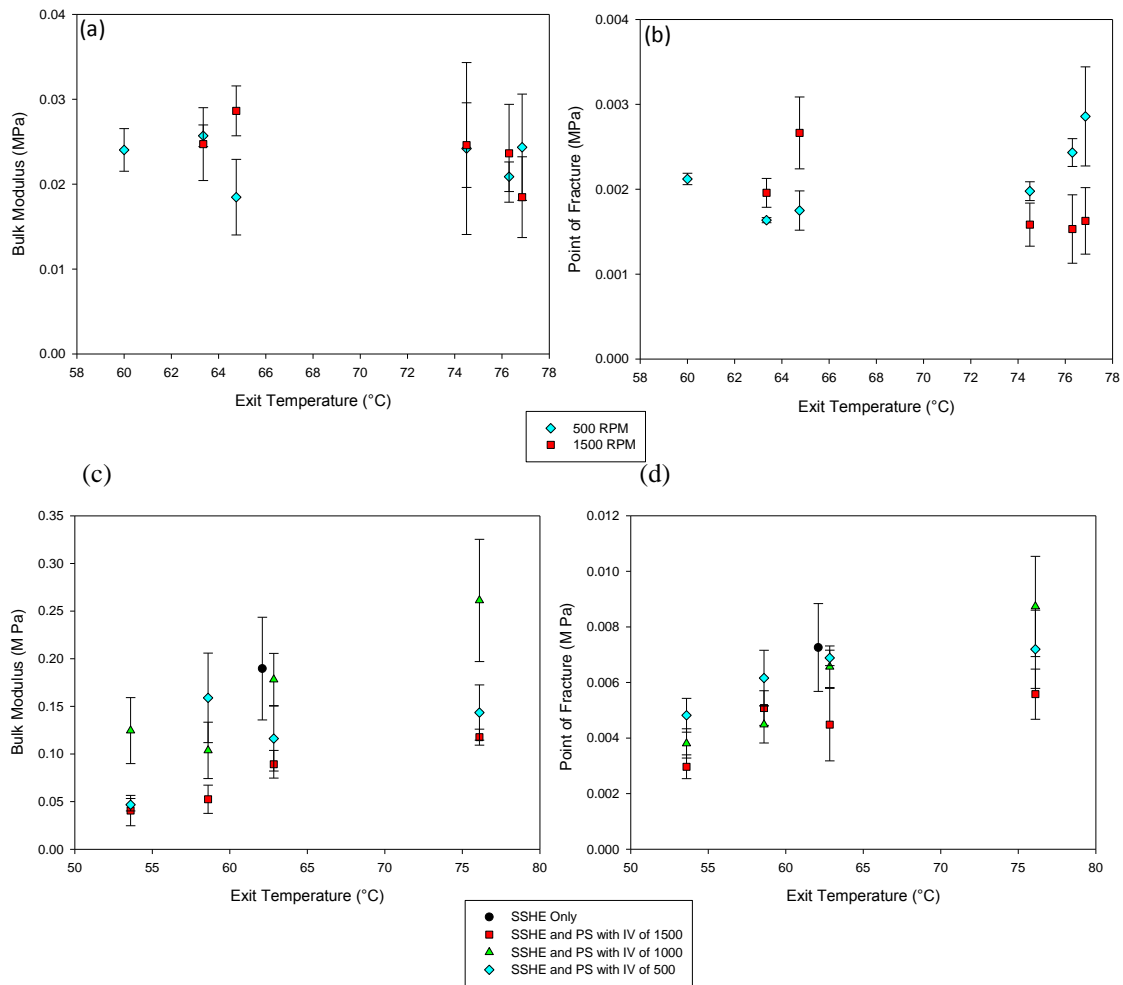 (a)
0.04
0.03
0.02
0.01
0.00
Bulk Modulus (MPa)
58 60 62 64 66 68 70 72 74 76 78
Exit Temperature (°C)
(b)
0.004
0.003
0.002
0.001
0.000
Point of Fracture (MPa)
58 60 62 64 66 68 70 72 74 76 78
Exit Temperature (°C)
500 RPM
1500 RPM
(c)
0.35
0.30
0.25
0.20
0.15
0.10
0.05
0.00
Bulk Modulus (M Pa)
50 55 60 65 70 75 80
Exit Temperature (°C)
(d)
0.012
0.010
0.008
0.006
0.004
0.002
0.000
Point of Fracture (M Pa)
50 55 60 65 70 75 80
Exit Temperature (°C)
SSHE Only
SSHE and PS with IV of 1500
SSHE and PS with IV of 1000
SSHE and PS with IV of 500